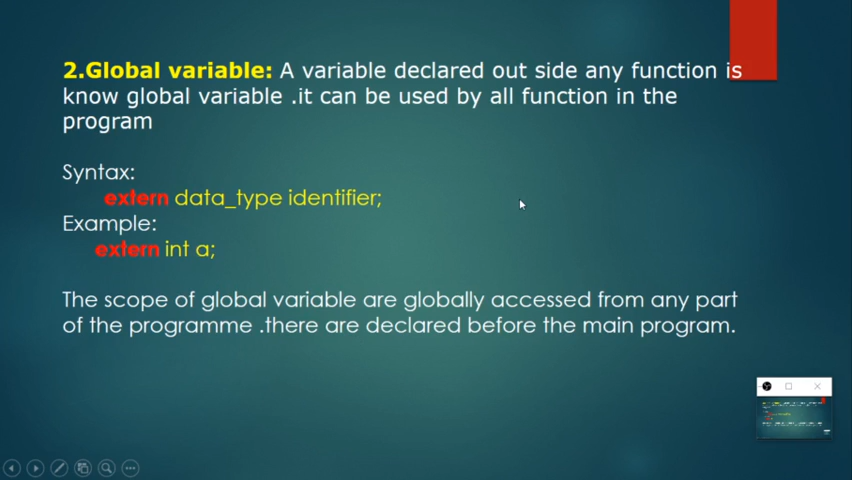 2.Global variable: A variable declared out side any function is
know global variable .it can be used by all function in the
program
Syntax:
extern data_type identifier;
Example:
extern int a;
The scope of global variable are globally accessed from any part
of the programme .there are declared before the main program.